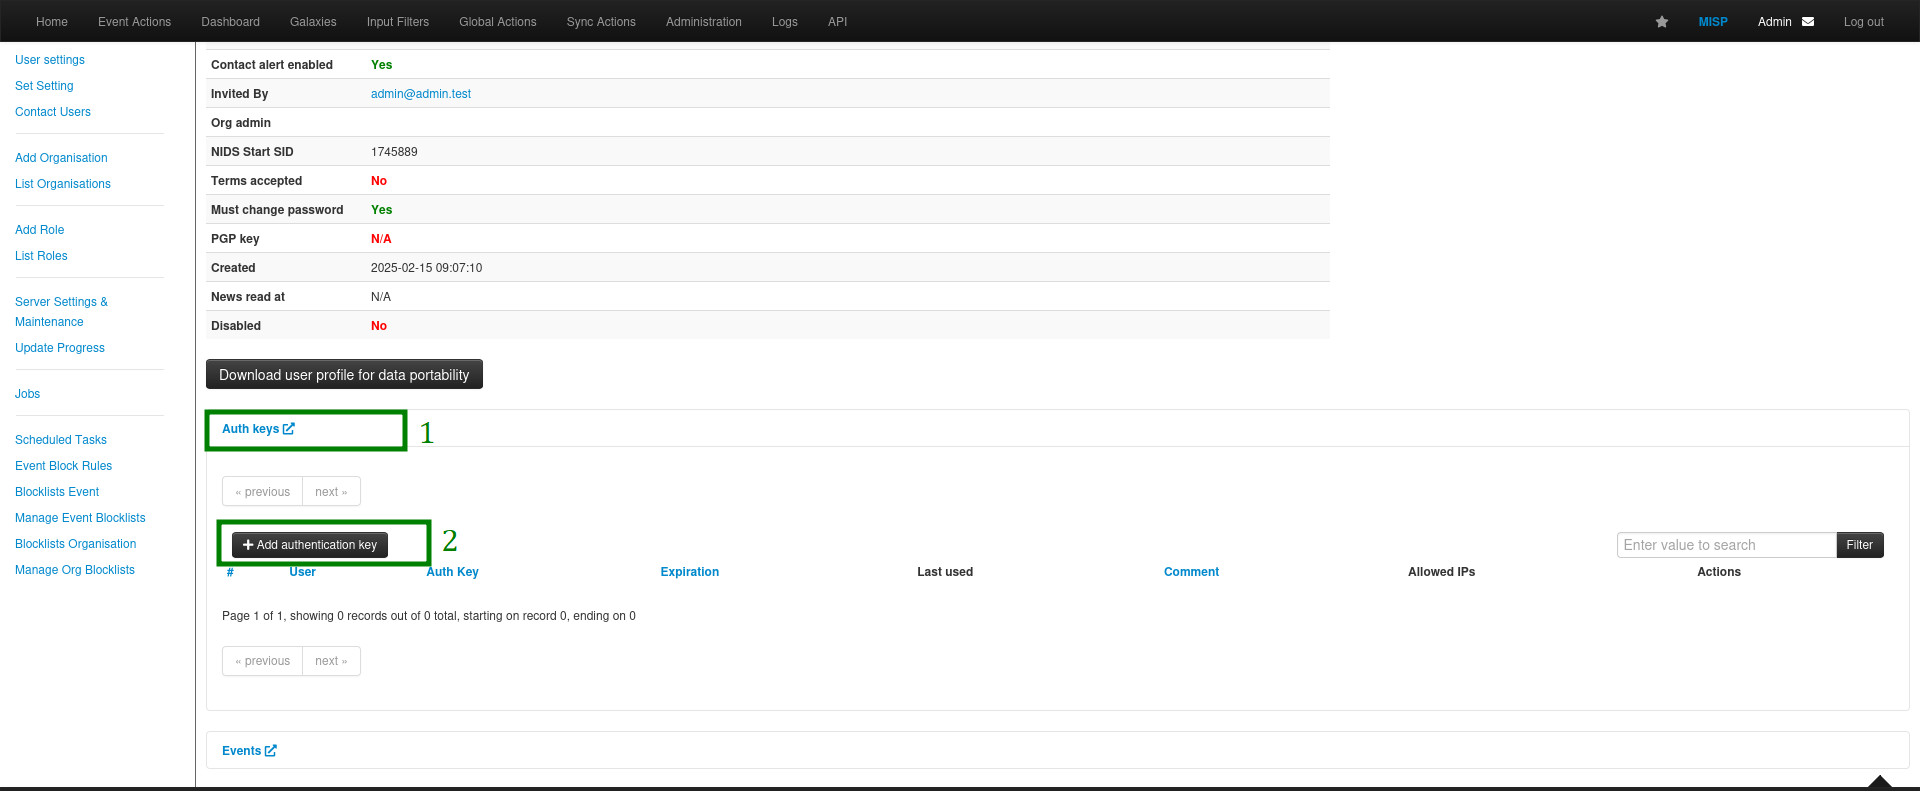 Home Event Actions Dashboard Galaxies Input Filters Global Actions Sync Actions Administration Logs API MISP Admin Log out
User settings
Set Setting
Contact Users
Add Organisation
List Organisations
Add Role
List Roles
Server Settings &
Maintenance
Update Progress
Jobs
Scheduled Tasks
Event Block Rules
Blocklists Event
Manage Event Blocklists
Blocklists Organisation
Manage Org Blocklists
Contact alert enabled Yes
Invited By admin@admin.test
Org admin
NIDS Start SID 1745889
Terms accepted No
Must change password Yes
PGP key N/A
Created 2025-02-15 09:07:10
News read at N/A
Disabled No
Download user profile for data portability
Auth keys 1
« previous next »
+ Add authentication key 2 Enter value to search Filter
# User Auth Key Expiration Last used Comment Allowed IPs Actions
Page 1 of 1, showing 0 records out of 0 total, starting on record 0, ending on 0
« previous next »
Events